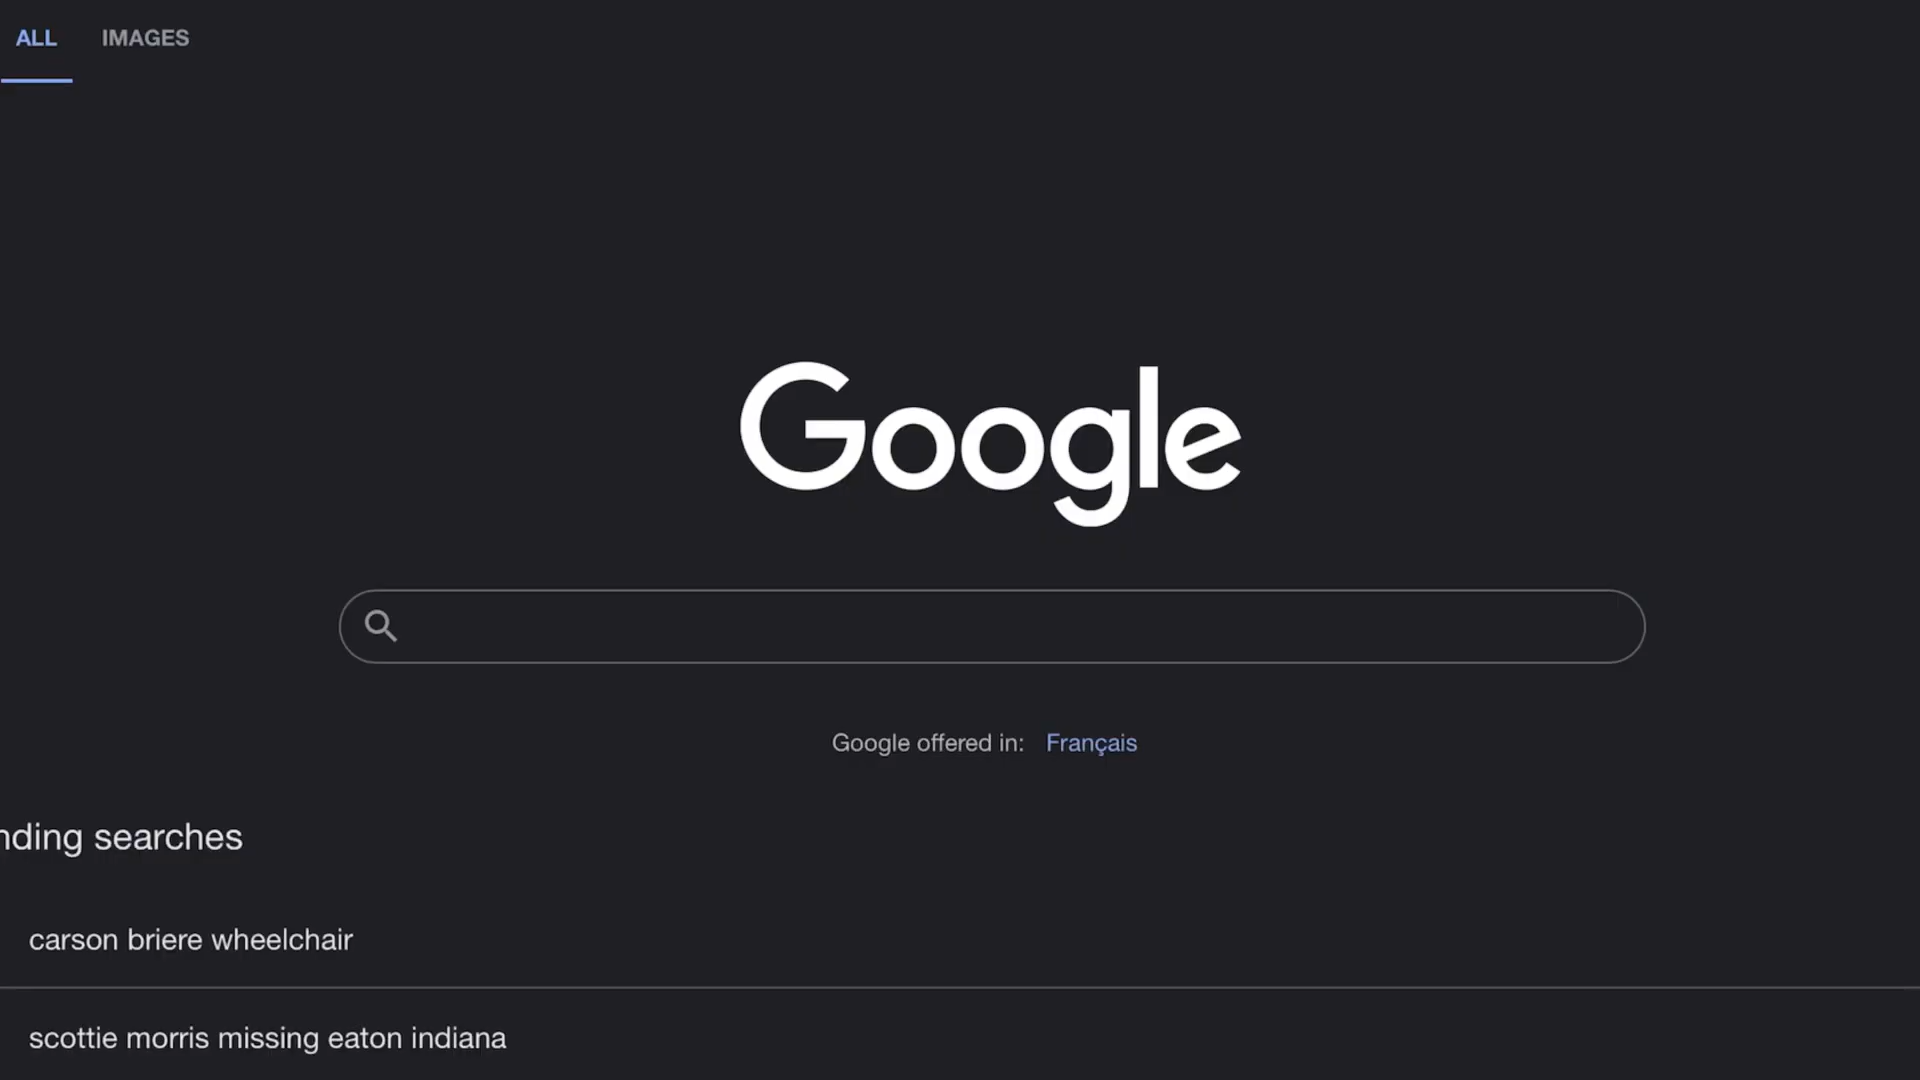 ALL IMAGES
Google
Google offered in: Français
nding searches
carson briere wheelchair
scottie morris missing eaton indiana